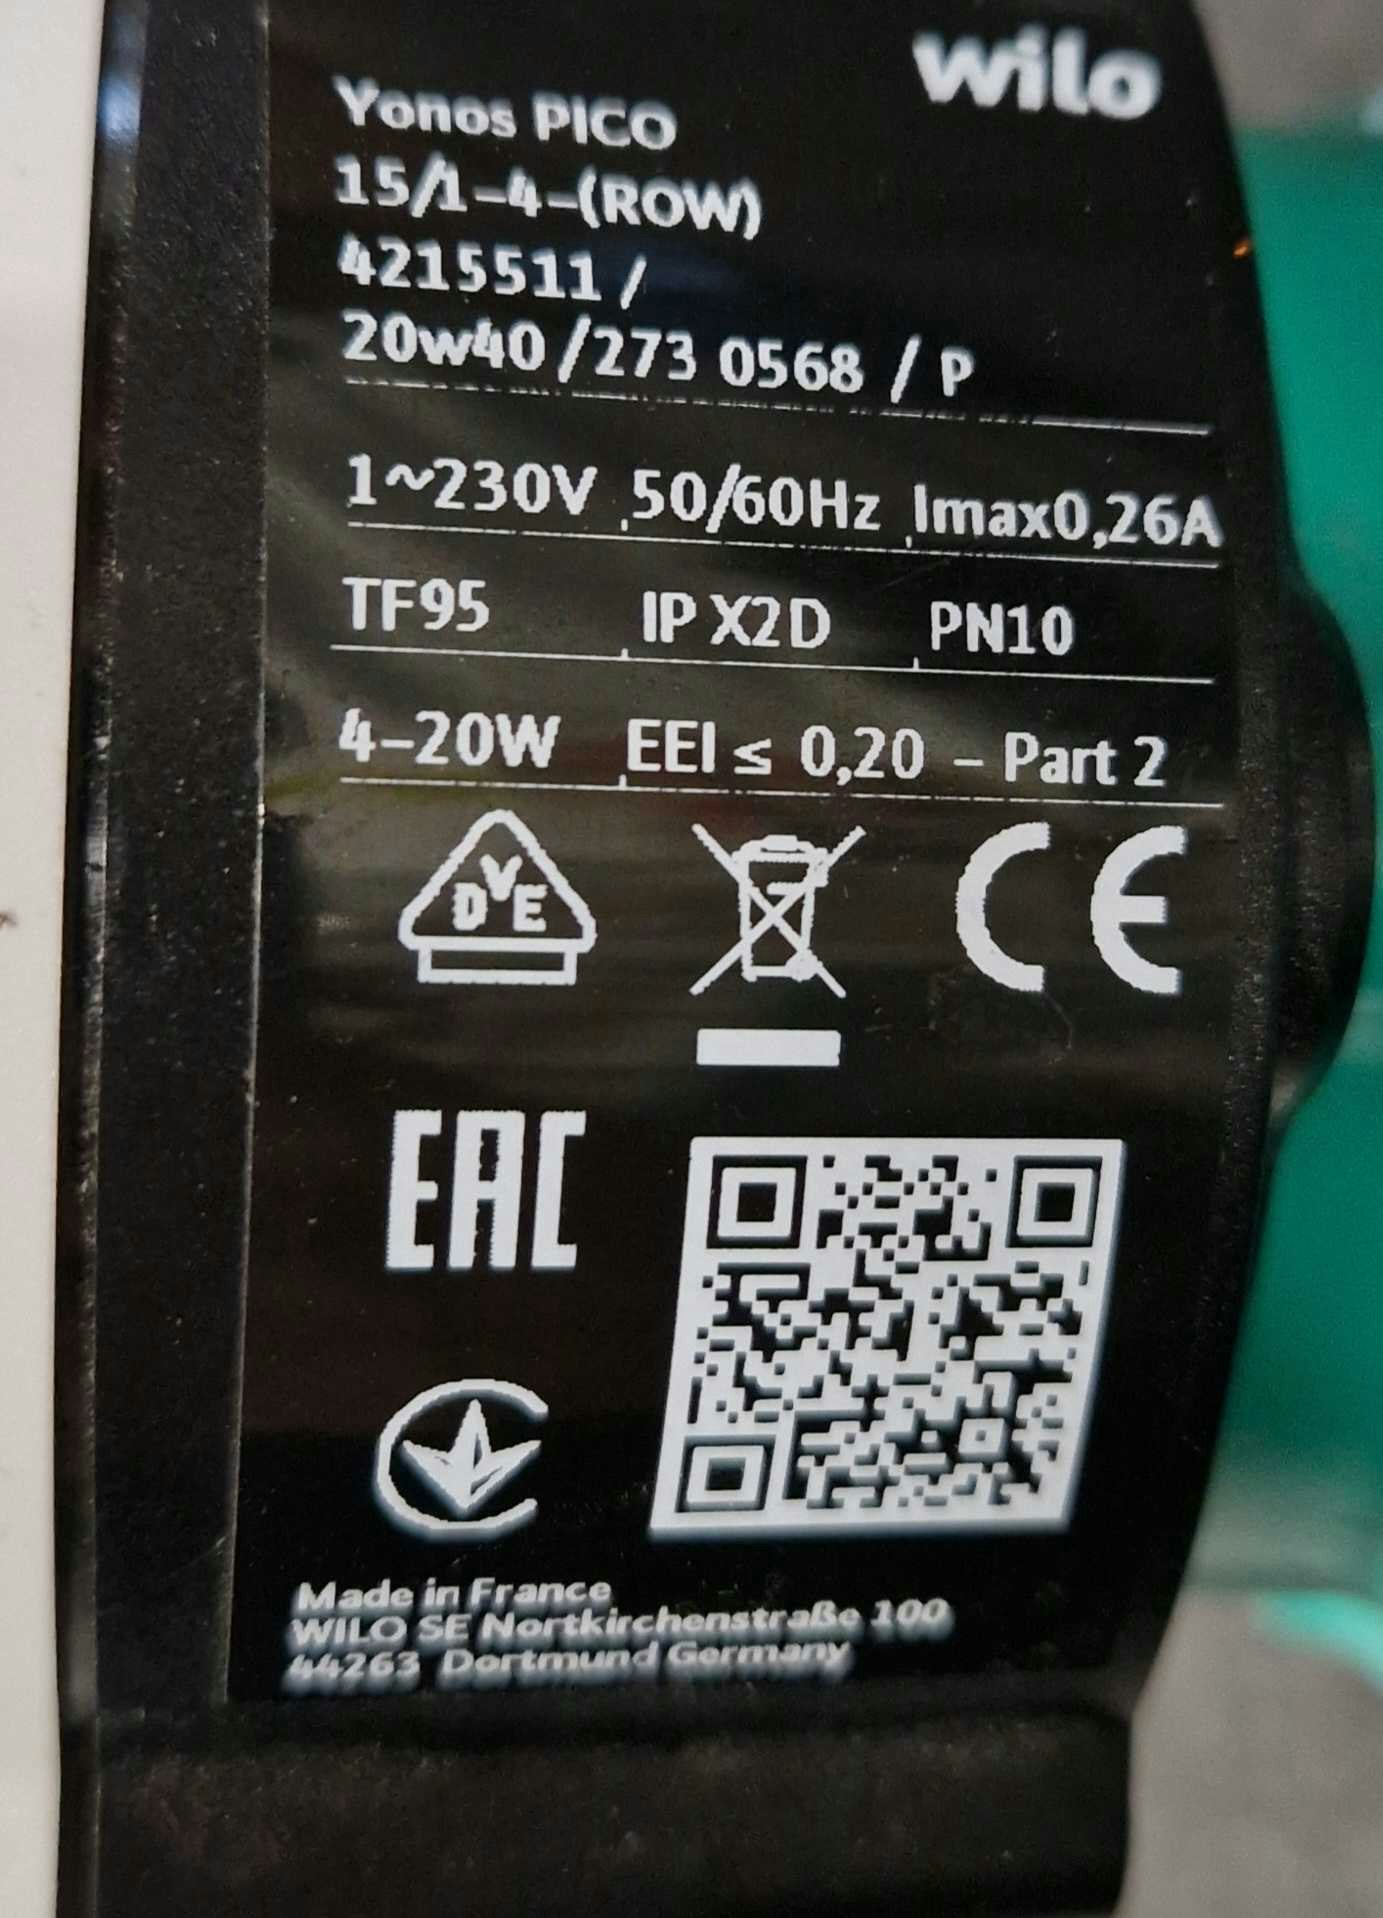 wilo
Yonos PICO
15/1-4-(ROW)
4215511 /
20w40 /273 0568 / P
1~230V 50/60Hz Imax0,26A
TF95 IP X2D PN10
4-20W EEI ≤ 0,20 - Part 2
DVE
CE
EAC
Made in France
WILO SE Nortkirchenstraße 100
44263 Dortmund Germany